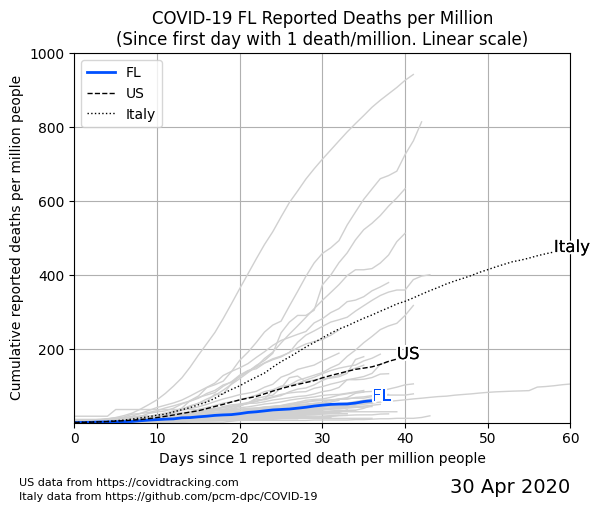 COVID-19 FL Reported Deaths per Million
(Since first day with 1 death/million. Linear scale)
1000
800
600
400
200
FL
US
Italy
Italy
US
FL
Cumulative reported deaths per million people
0 10 20 30 40 50 60
Days since 1 reported death per million people
US data from https://covidtracking.com
Italy data from https://github.com/pcm-dpc/COVID-19
30 Apr 2020